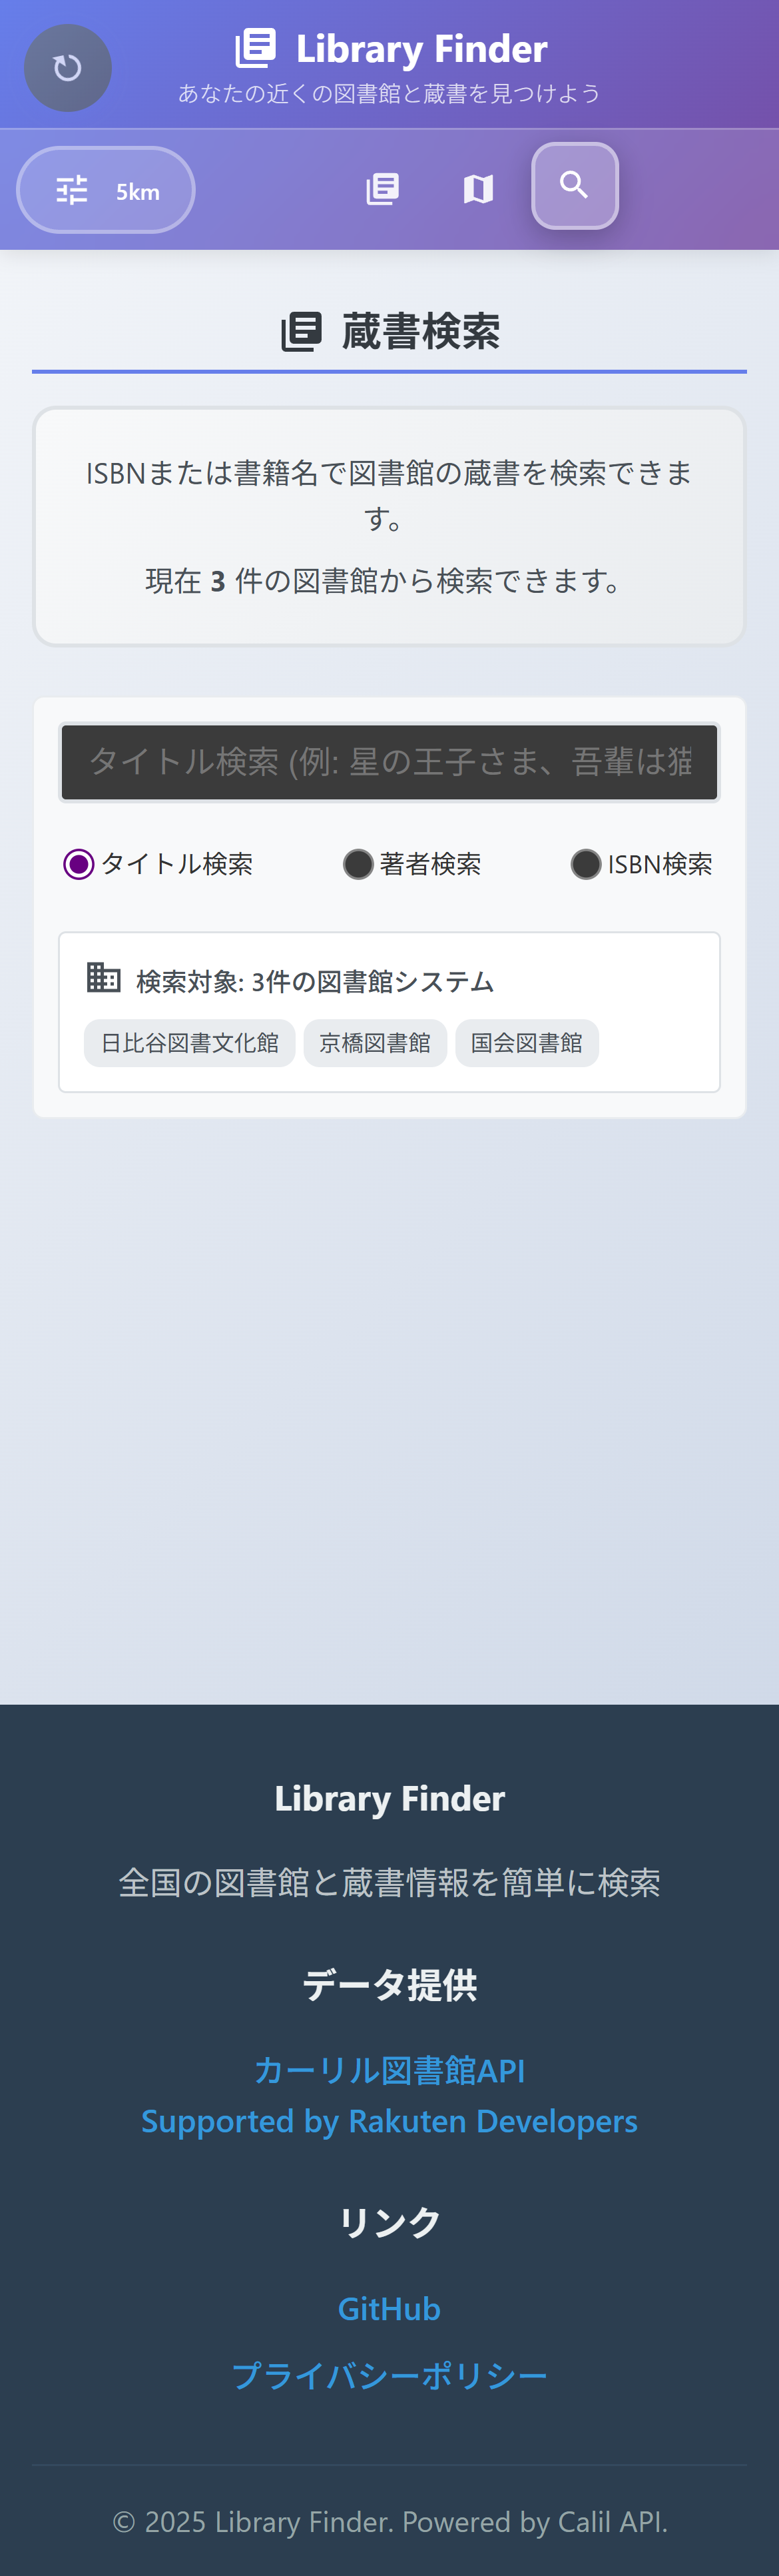 Library Finder
あなたの近くの図書館と蔵書を見つけよう
5km
蔵書検索
ISBNまたは書籍名で図書館の蔵書を検索できま
す。
現在 3 件の図書館から検索できます。
タイトル検索 (例: 星の王子さま、吾輩は猫
タイトル検索
著者検索
ISBN検索
検索対象: 3件の図書館システム
日比谷図書文化館
京橋図書館
国会図書館
Library Finder
全国の図書館と蔵書情報を簡単に検索
データ提供
カーリル図書館API
Supported by Rakuten Developers
リンク
GitHub
プライバシーポリシー
© 2025 Library Finder. Powered by Calil API.